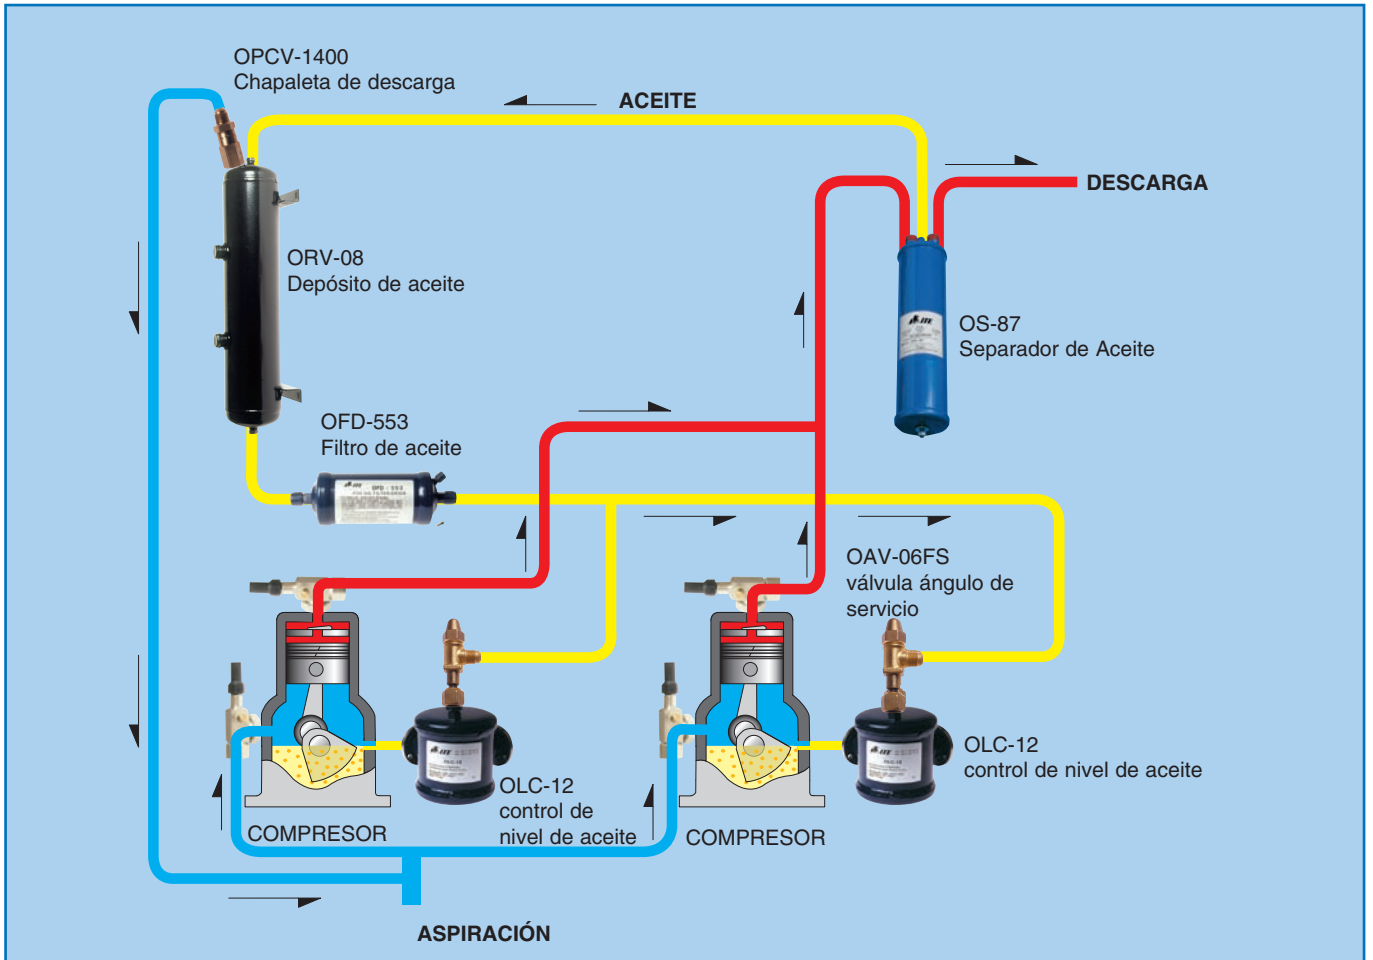 OPCV-1400
Chapaleta de descarga
ACEITE
DESCARGA
ORV-08
Depósito de aceite
OS-87
Separador de Aceite
OFD-553
Filtro de aceite
OAV-06FS
válvula ángulo de
servicio
OLC-12
control de nivel de aceite
OLC-12
control de
nivel de aceite
COMPRESOR
COMPRESOR
ASPIRACIÓN